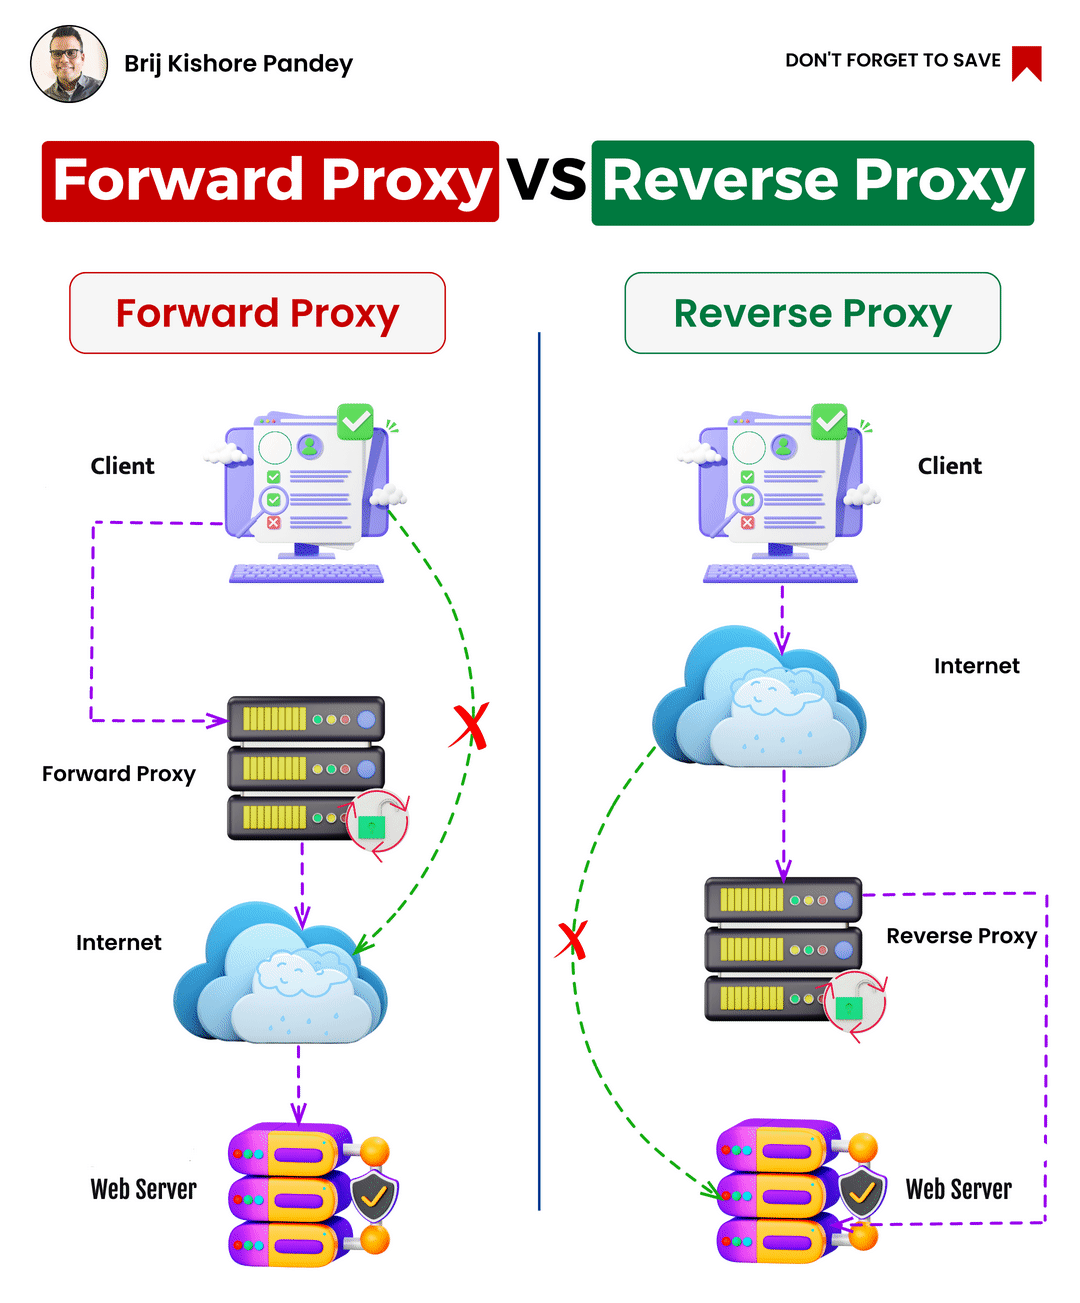 Brij Kishore Pandey
DON'T FORGET TO SAVE
Forward Proxy VS Reverse Proxy
Forward Proxy
Reverse Proxy
Client
Client
Internet
Forward Proxy
Reverse Proxy
Internet
Web Server
Web Server